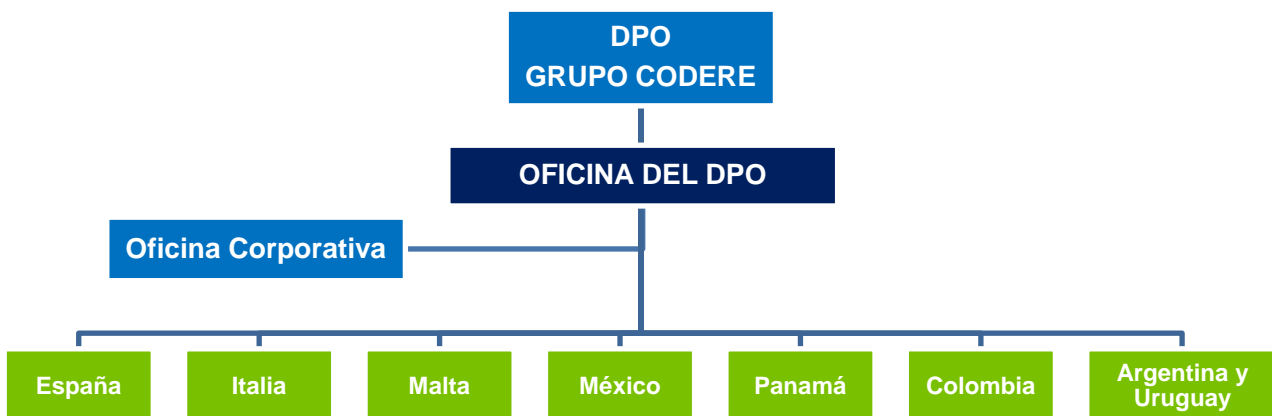 DPO
GRUPO CODERE
OFICINA DEL DPO
Oficina Corporativa
España
Italia
Malta
México
Panamá
Colombia
Argentina y
Uruguay